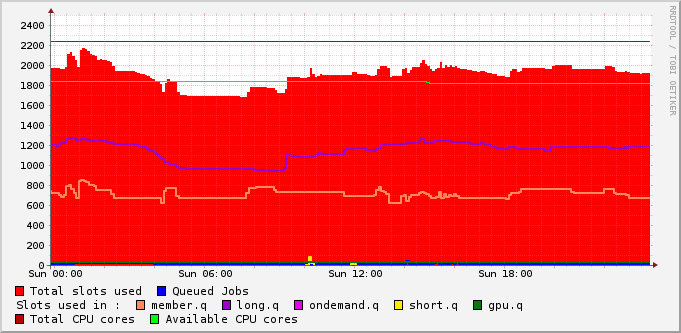 RRDTOOL / TOBI OETIKER
2400
2200
2000
1800
1600
1400
1200
1000
800
600
400
200
0
Sun 00:00 Sun 06:00 Sun 12:00 Sun 18:00
Total slots used Queued Jobs
Slots used in : member.q long.q ondemand.q short.q gpu.q
Total CPU cores Available CPU cores